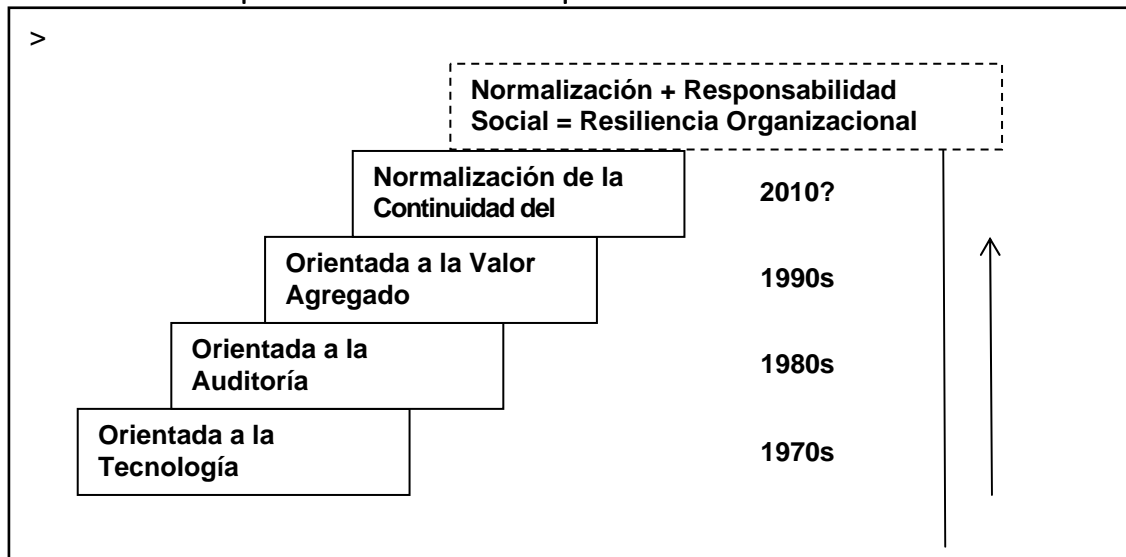 >
Normalización + Responsabilidad
Social = Resiliencia Organizacional
Normalización de la
Continuidad del
2010?
Orientada a la Valor
Agregado
1990s
Orientada a la
Auditoría
1980s
Orientada a la
Tecnología
1970s